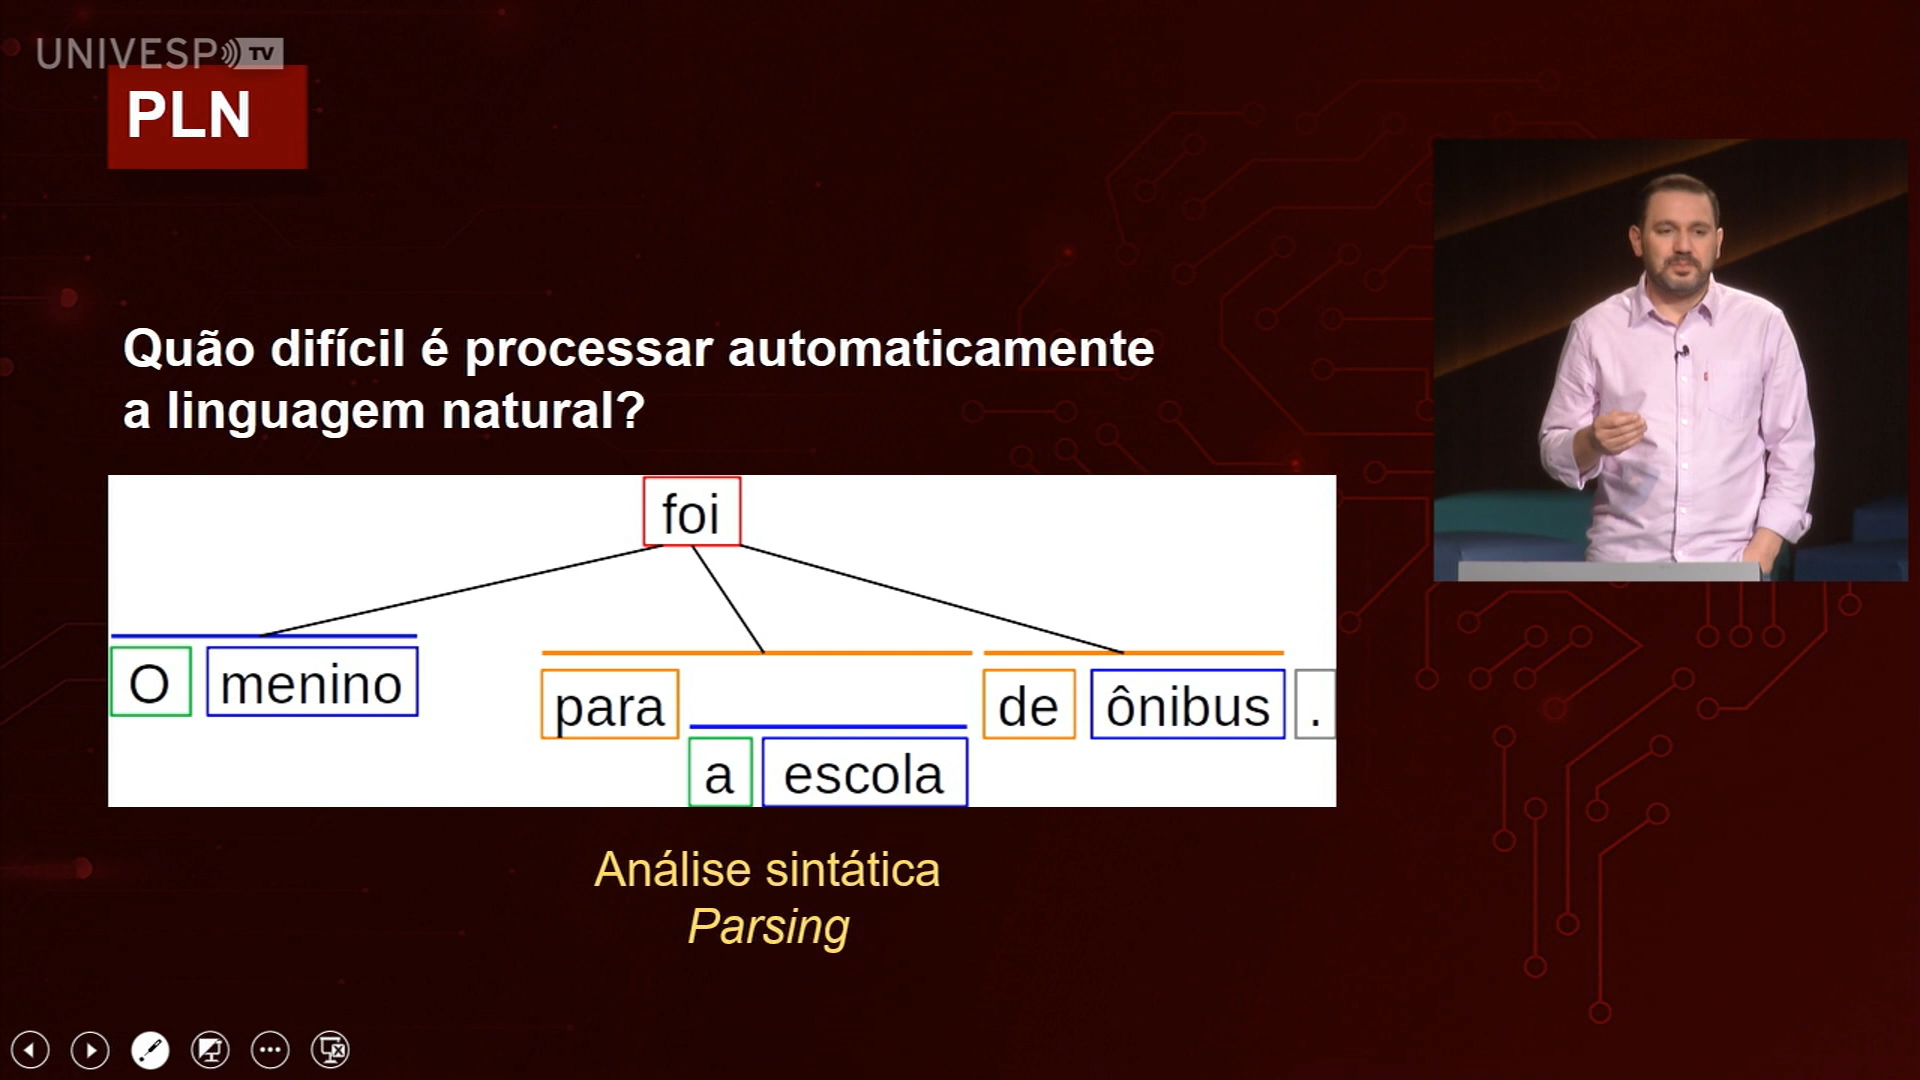 UNIVESP TV
PLN
Quão difícil é processar automaticamente
a linguagem natural?
foi
O menino
para de ônibus .
a escola
Análise sintática
Parsing